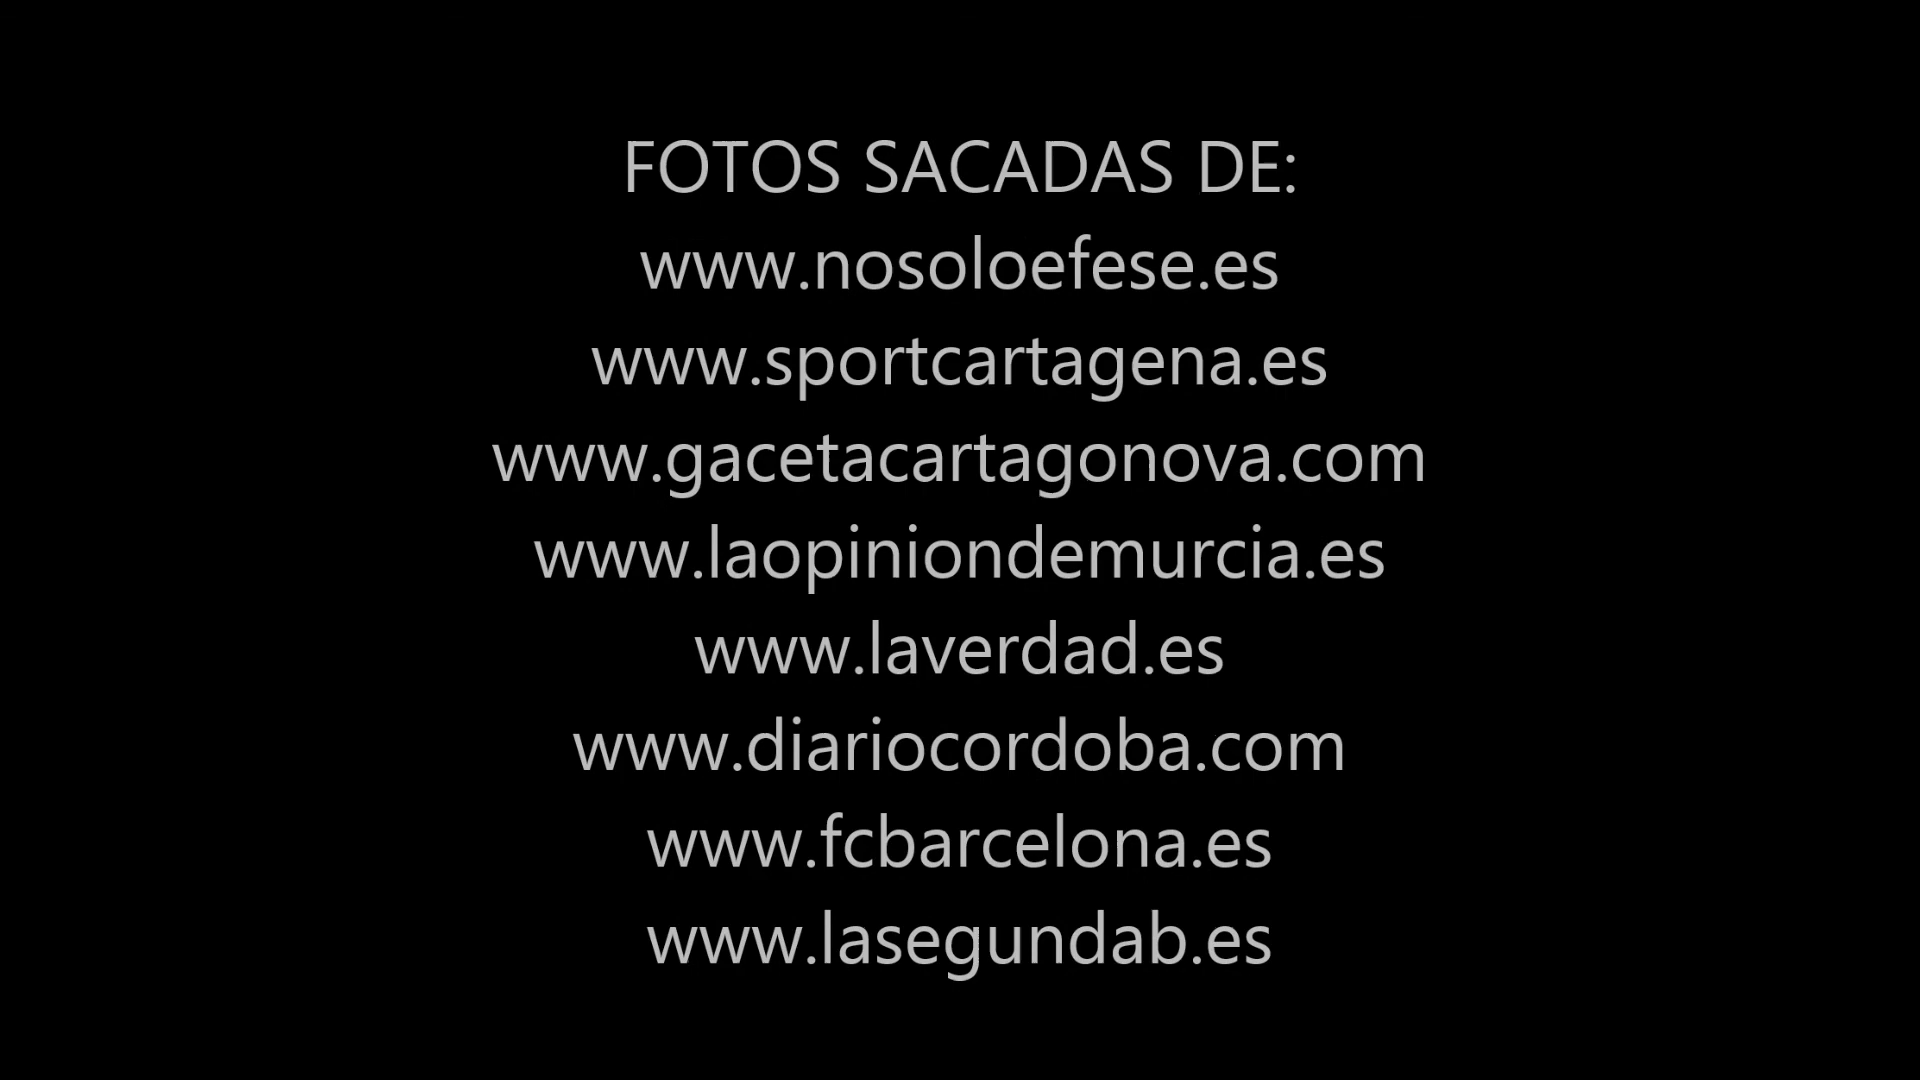 FOTOS SACADAS DE:
www.nosoloefese.es
www.sportcartagena.es
www.gacetacartagonova.com
www.laopiniondemurcia.es
www.laverdad.es
www.diariocordoba.com
www.fcbarcelona.es
www.lasegundab.es